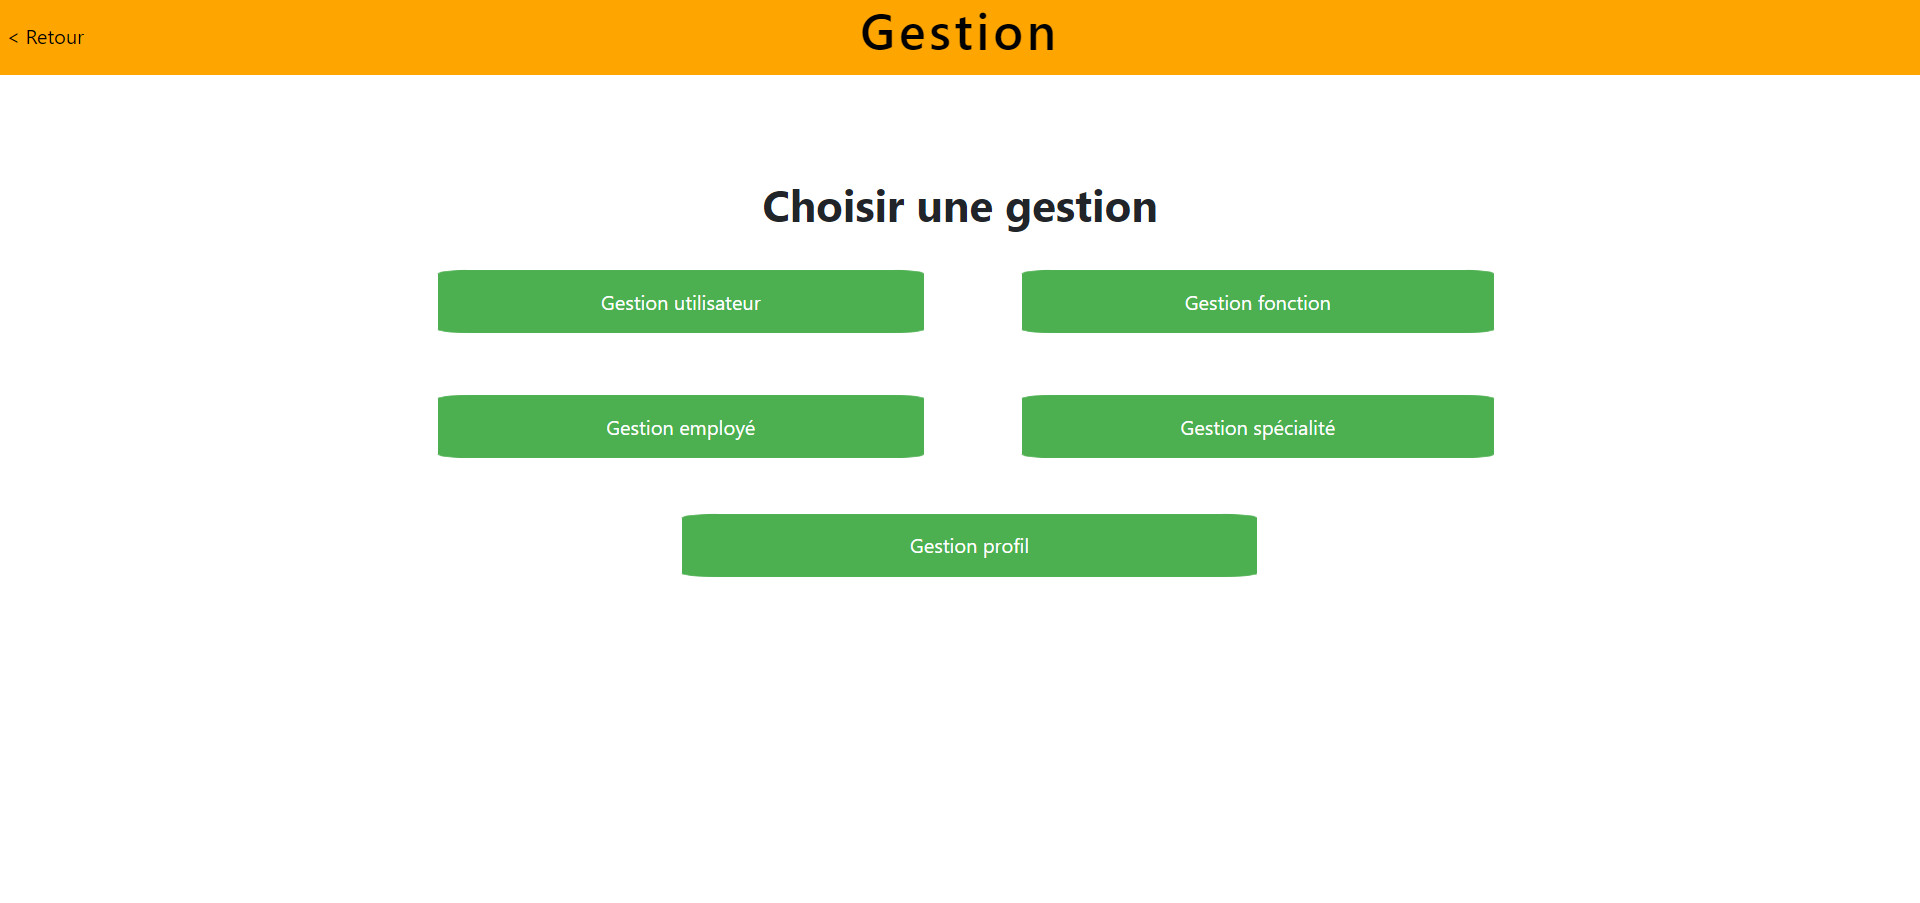 < Retour
Gestion
Choisir une gestion
Gestion utilisateur
Gestion fonction
Gestion employé
Gestion spécialité
Gestion profil